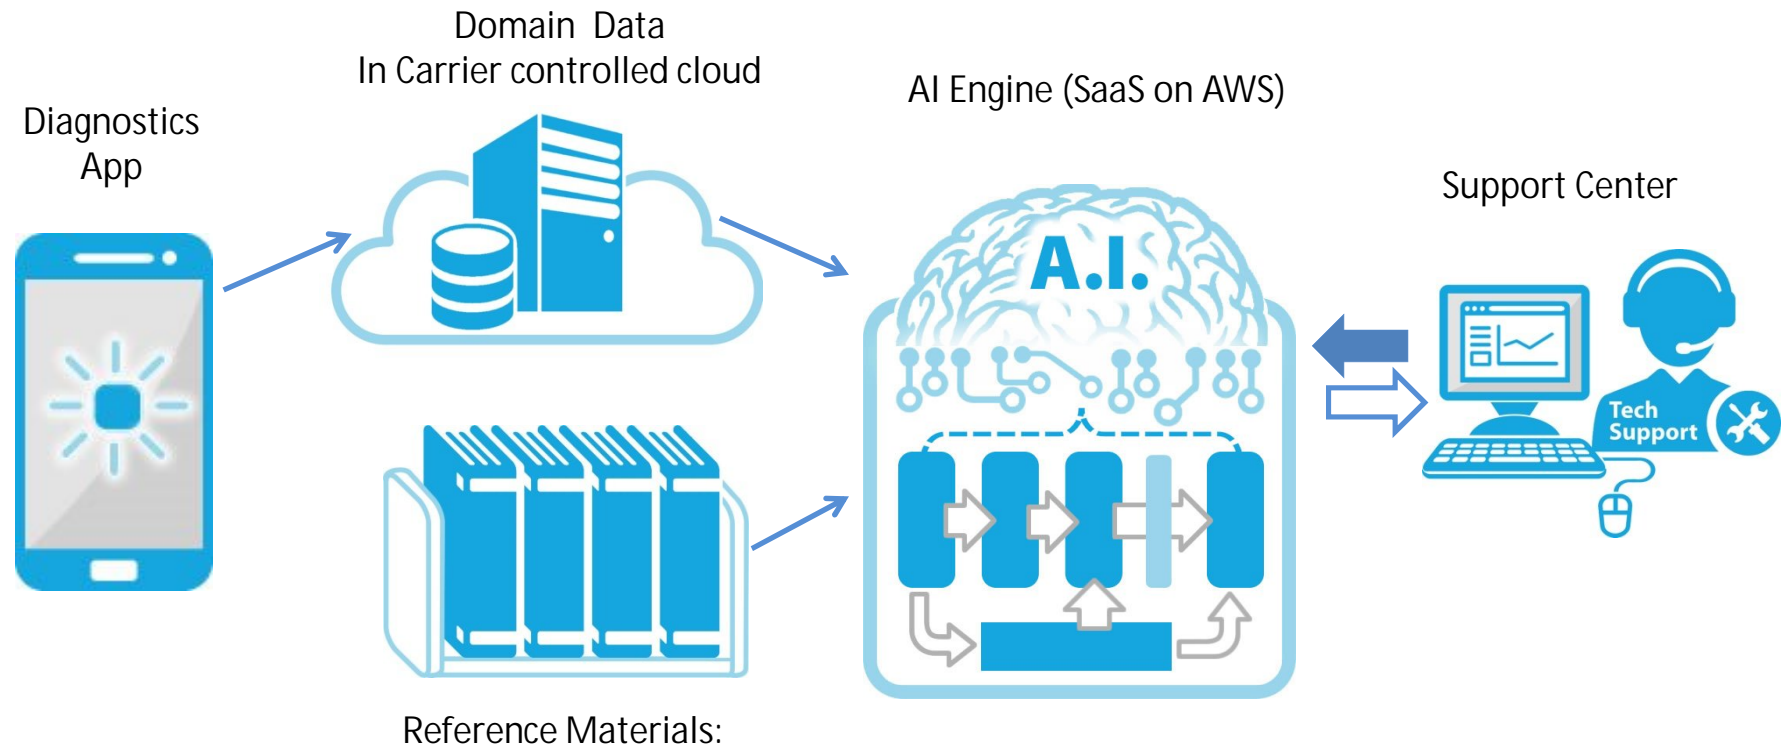 Domain Data
In Carrier controlled cloud
AI Engine (SaaS on AWS)
Diagnostics
App
Support Center
A.I.
Tech
Support
Reference Materials: